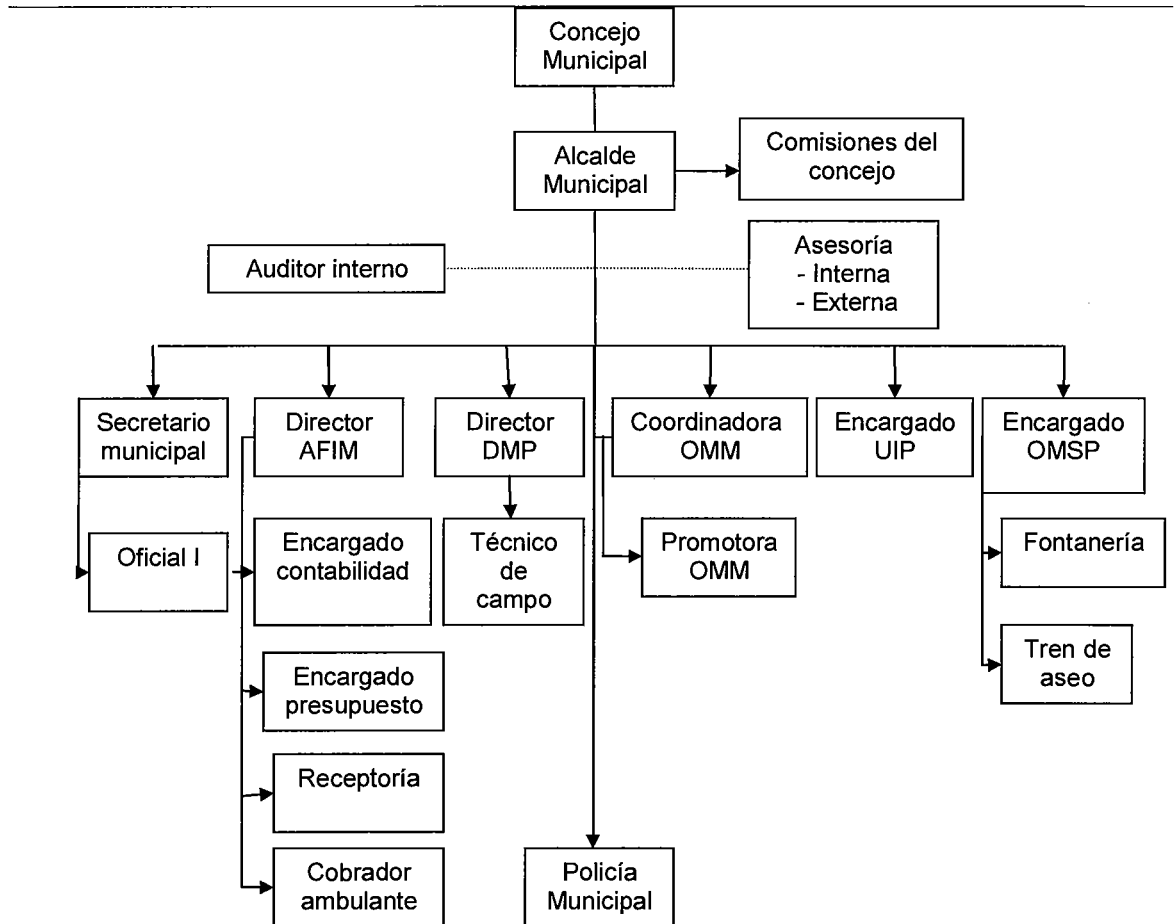 Concejo
Municipal
Alcalde
Municipal
Comisiones del
concejo
Auditor interno
Asesoría
- Interna
- Externa
Secretario
municipal
Director
AFIM
Director
DMP
Coordinadora
OMM
Encargado
UIP
Encargado
OMSP
Oficial I
Encargado
contabilidad
Técnico
de
campo
Promotora
OMM
Fontanería
Tren de
aseo
Encargado
presupuesto
Receptoría
Cobrador
ambulante
Policía
Municipal